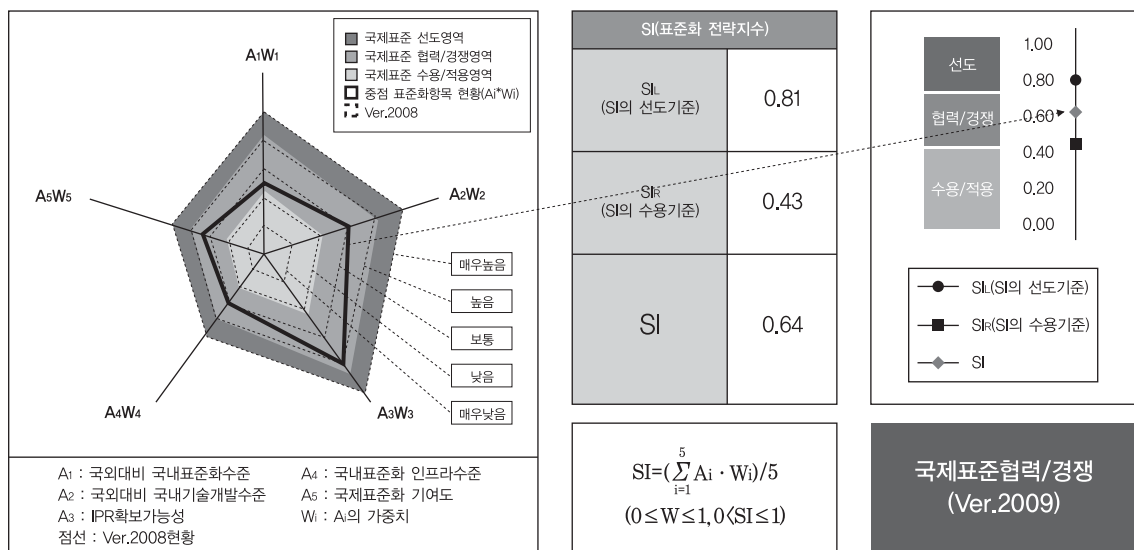 국제표준 선도영역
국제표준 협력/경쟁영역
국제표준 수용/적용영역
중점 표준화항목 현황(Ai*Wi)
Ver.2008
A₁W₁
A₂W₂
A₃W₃
A₄W₄
A₅W₅
매우높음
높음
보통
낮음
매우낮음
A₁ : 국외대비 국내표준화수준
A₂ : 국외대비 국내기술개발수준
A₃ : IPR확보가능성
점선 : Ver.2008현황
A₄ : 국내표준화 인프라수준
A₅ : 국제표준화 기여도
Wᵢ : Aᵢ의 가중치
SI(표준화 전략지수)
SIL
(SI의 선도기준)
0.81
SIR
(SI의 수용기준)
0.43
SI
0.64
SI=(∑ Ai · Wi)/5
5
i=1
(0≤W≤1, 0<SI≤1)
선도
협력/경쟁
수용/적용
1.00
0.80
0.60
0.40
0.20
0.00
SIL(SI의 선도기준)
SIR(SI의 수용기준)
SI
국제표준협력/경쟁
(Ver.2009)